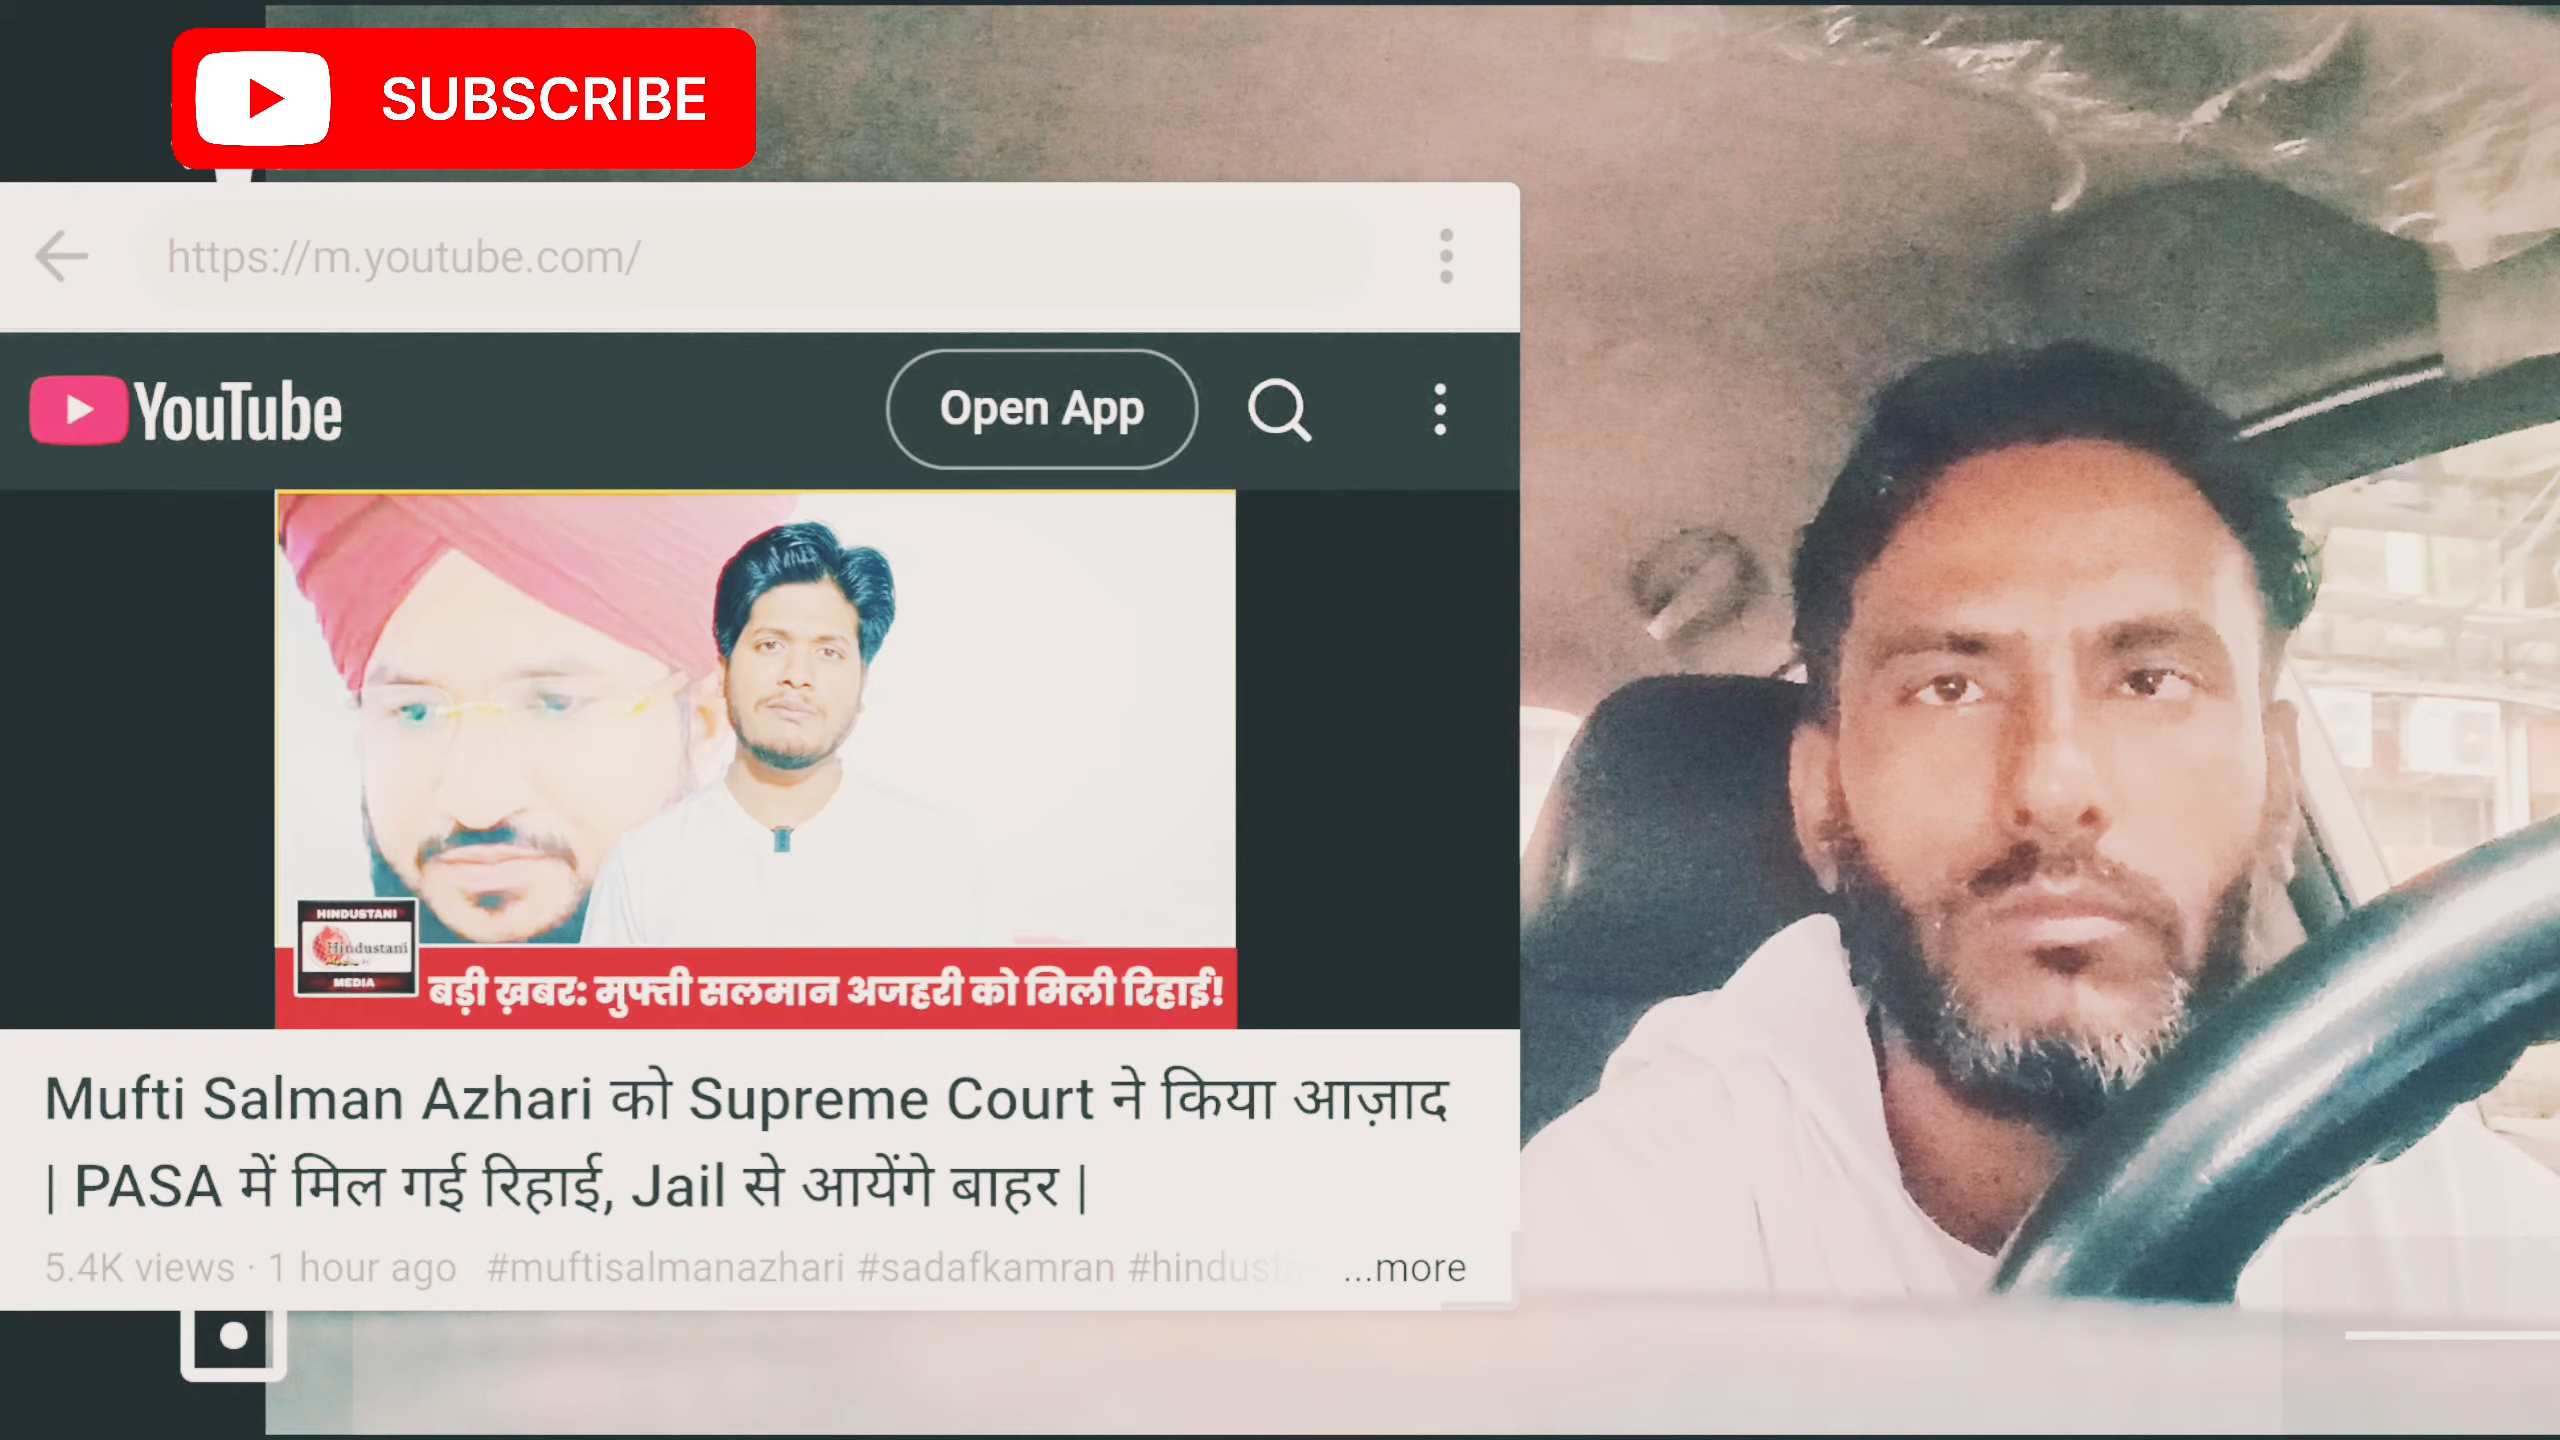 SUBSCRIBE
https://m.youtube.com/
YouTube
Open App
HINDUSTANI
Hindustani
MEDIA
बड़ी ख़बर: मुफ्ती सलमान अजहरी को मिली रिहाई!
Mufti Salman Azhari को Supreme Court ने किया आज़ाद
| PASA में मिल गई रिहाई, Jail से आयेंगे बाहर |
5.4K views · 1 hour ago #muftisalmanazhari #sadafkamran #hindusta ...more